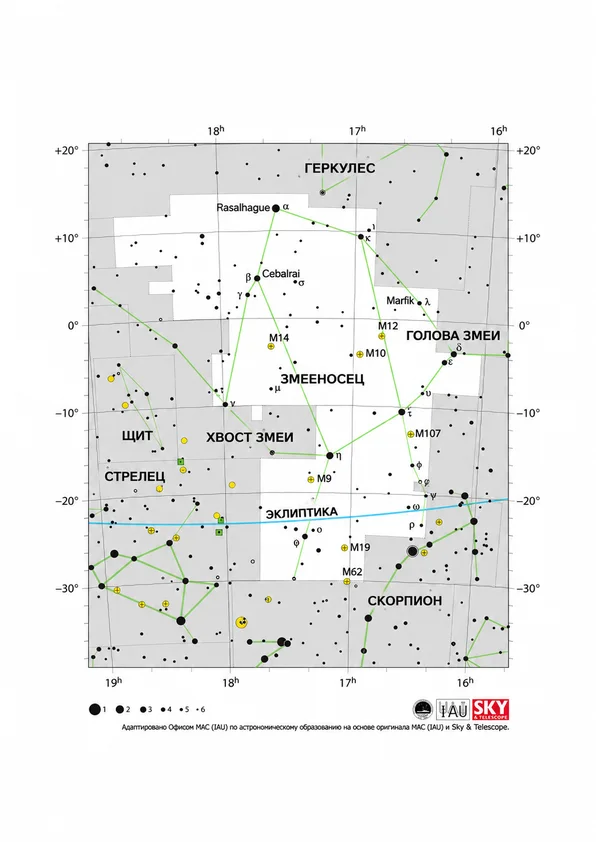 18h 17h 16h
+20° +20°
ГЕРКУЛЕС
Rasalhague α
+10° κ ι +10°
β Cebalrai
σ
γ
Marfik λ
0° M12 0°
M14 ГОЛОВА ЗМЕИ
M10 δ
ε
ЗМЕЕНОСЕЦ
τ μ υ
ν
−10° −10°
ЩИТ ХВОСТ ЗМЕИ M107
η
СТРЕЛЕЦ M9 φ
ψ
−20° −20°
ЭКЛИПТИКА ω
ρ
ο
M19
M62
−30° −30°
СКОРПИОН
19h 18h 17h 16h
1 2 3 4 5 6
IAU SKY
& TELESCOPE
Адаптировано Офисом МАС (IAU) по астрономическому образованию на основе оригинала МАС (IAU) и Sky & Telescope.